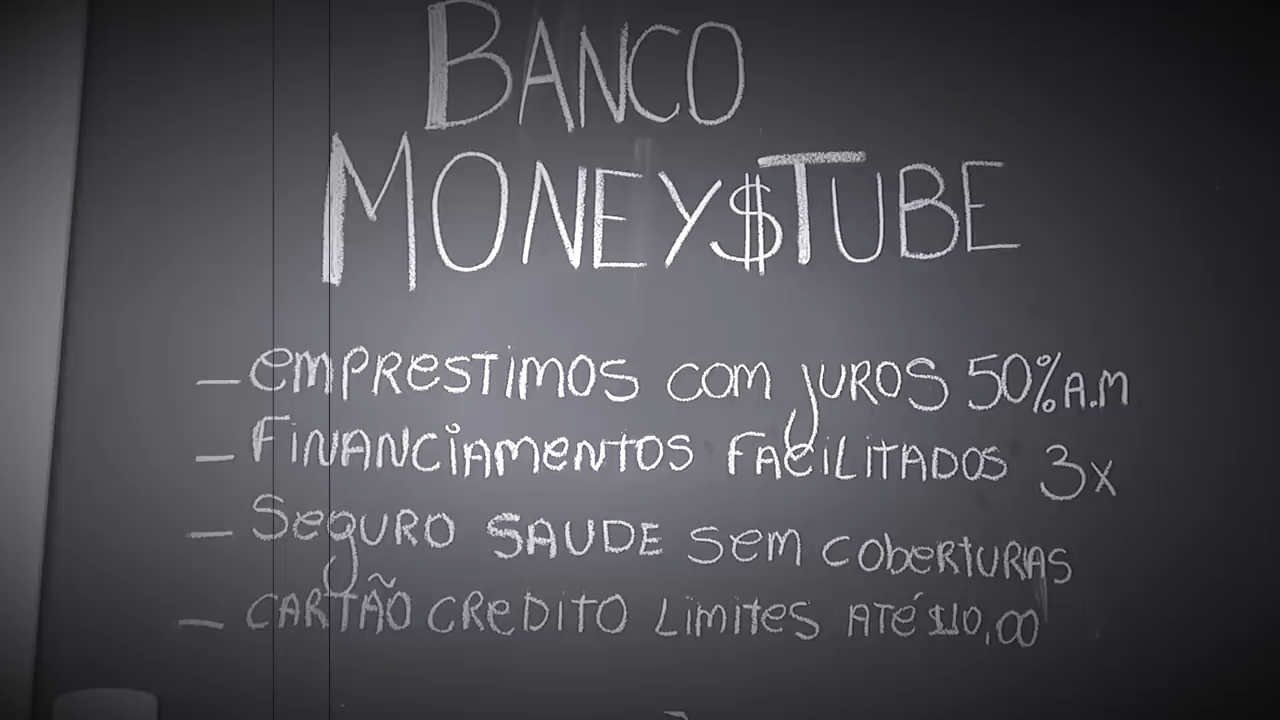 BANCO
MONEY$TUBE
- emPResTimos com juros 50% A.M
- FiNANCiAmeNTOS FAciLITADOS 3x
- SeguRO SAUDE sem coberTURAS
- CARTÃO CReDITO LimiTeS ATé $10,00